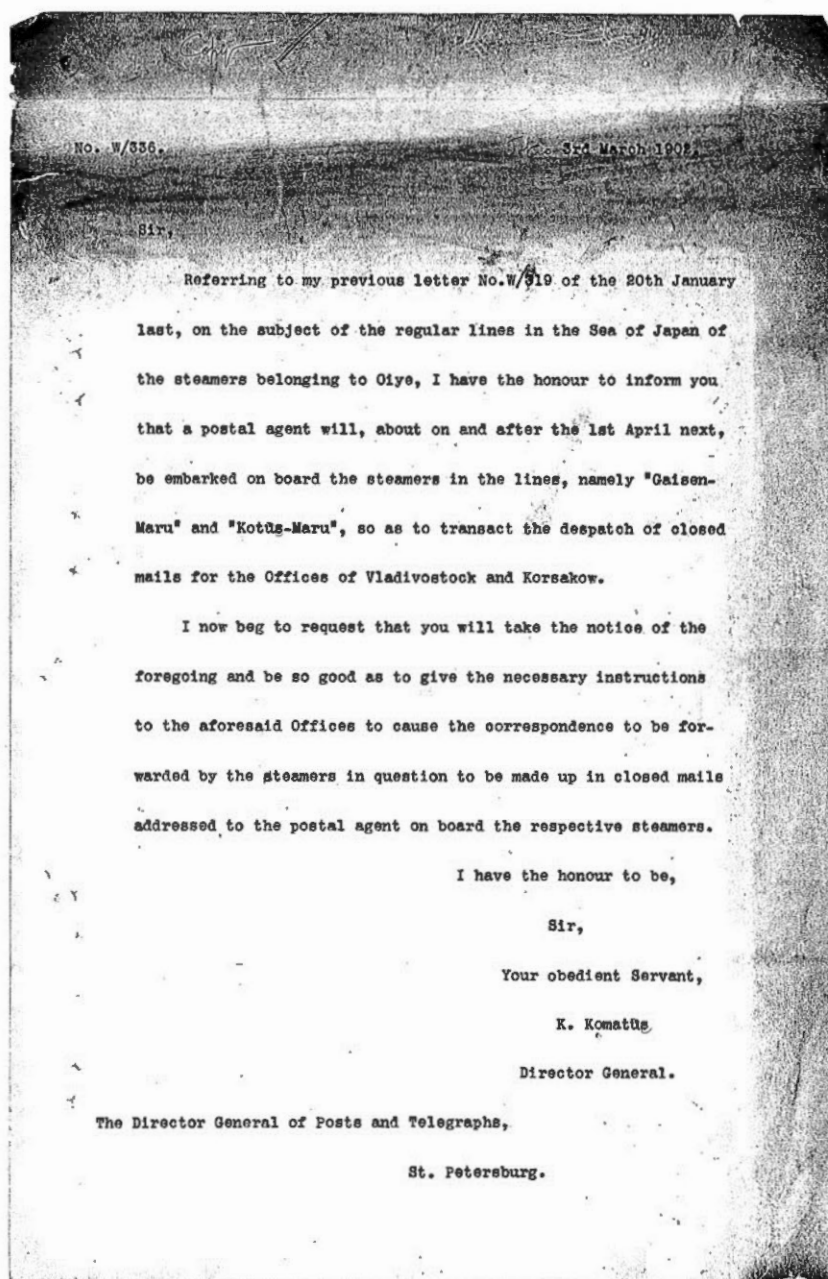 Copy
No. W/336. 3rd March 1902.
Sir,
Referring to my previous letter No.W/319 of the 20th January
last, on the subject of the regular lines in the Sea of Japan of
the steamers belonging to Oiye, I have the honour to inform you
that a postal agent will, about on and after the 1st April next,
be embarked on board the steamers in the lines, namely "Gaisen-
Maru" and "Kotüs-Maru", so as to transact the despatch of closed
mails for the Offices of Vladivostock and Korsakow.
I now beg to request that you will take the notice of the
foregoing and be so good as to give the necessary instructions
to the aforesaid Offices to cause the correspondence to be for-
warded by the steamers in question to be made up in closed mails
addressed to the postal agent on board the respective steamers.
I have the honour to be,
Sir,
Your obedient Servant,
K. Komatüs
Director General.
The Director General of Posts and Telegraphs,
St. Petersburg.